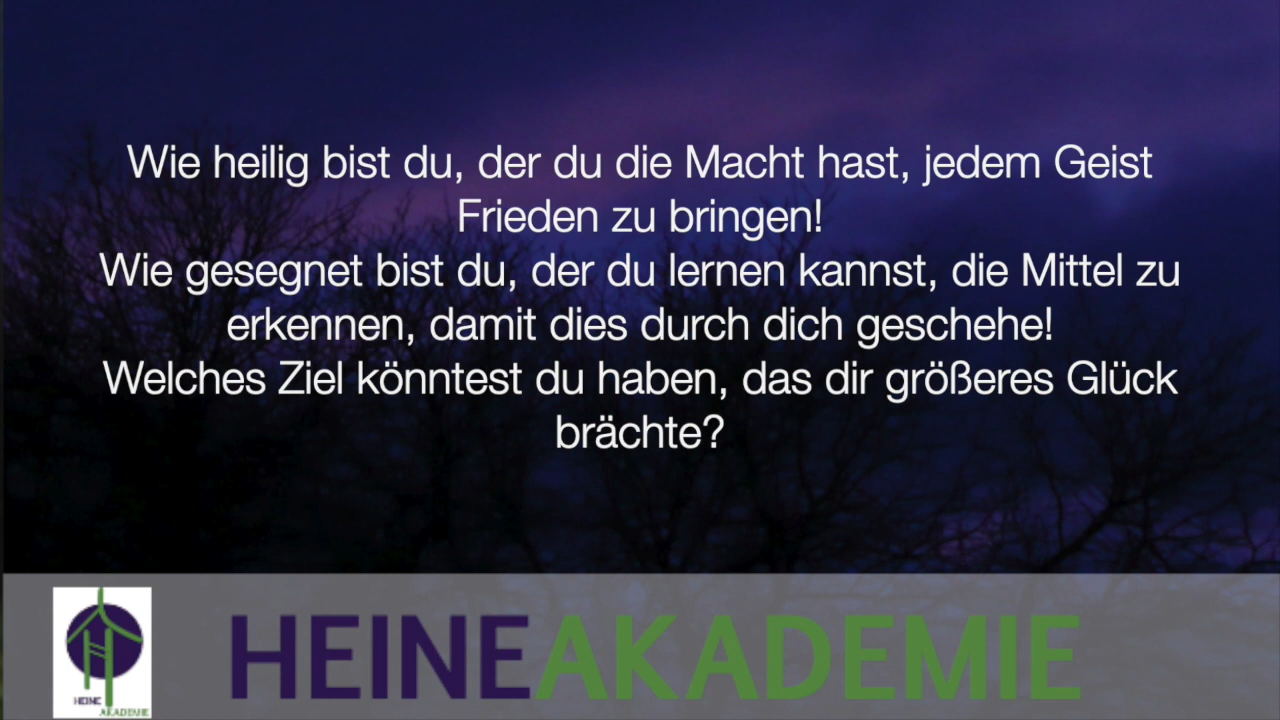 Wie heilig bist du, der du die Macht hast, jedem Geist
Frieden zu bringen!
Wie gesegnet bist du, der du lernen kannst, die Mittel zu
erkennen, damit dies durch dich geschehe!
Welches Ziel könntest du haben, das dir größeres Glück
brächte?
HEINE
AKADEMIE
HEINEAKADEMIE